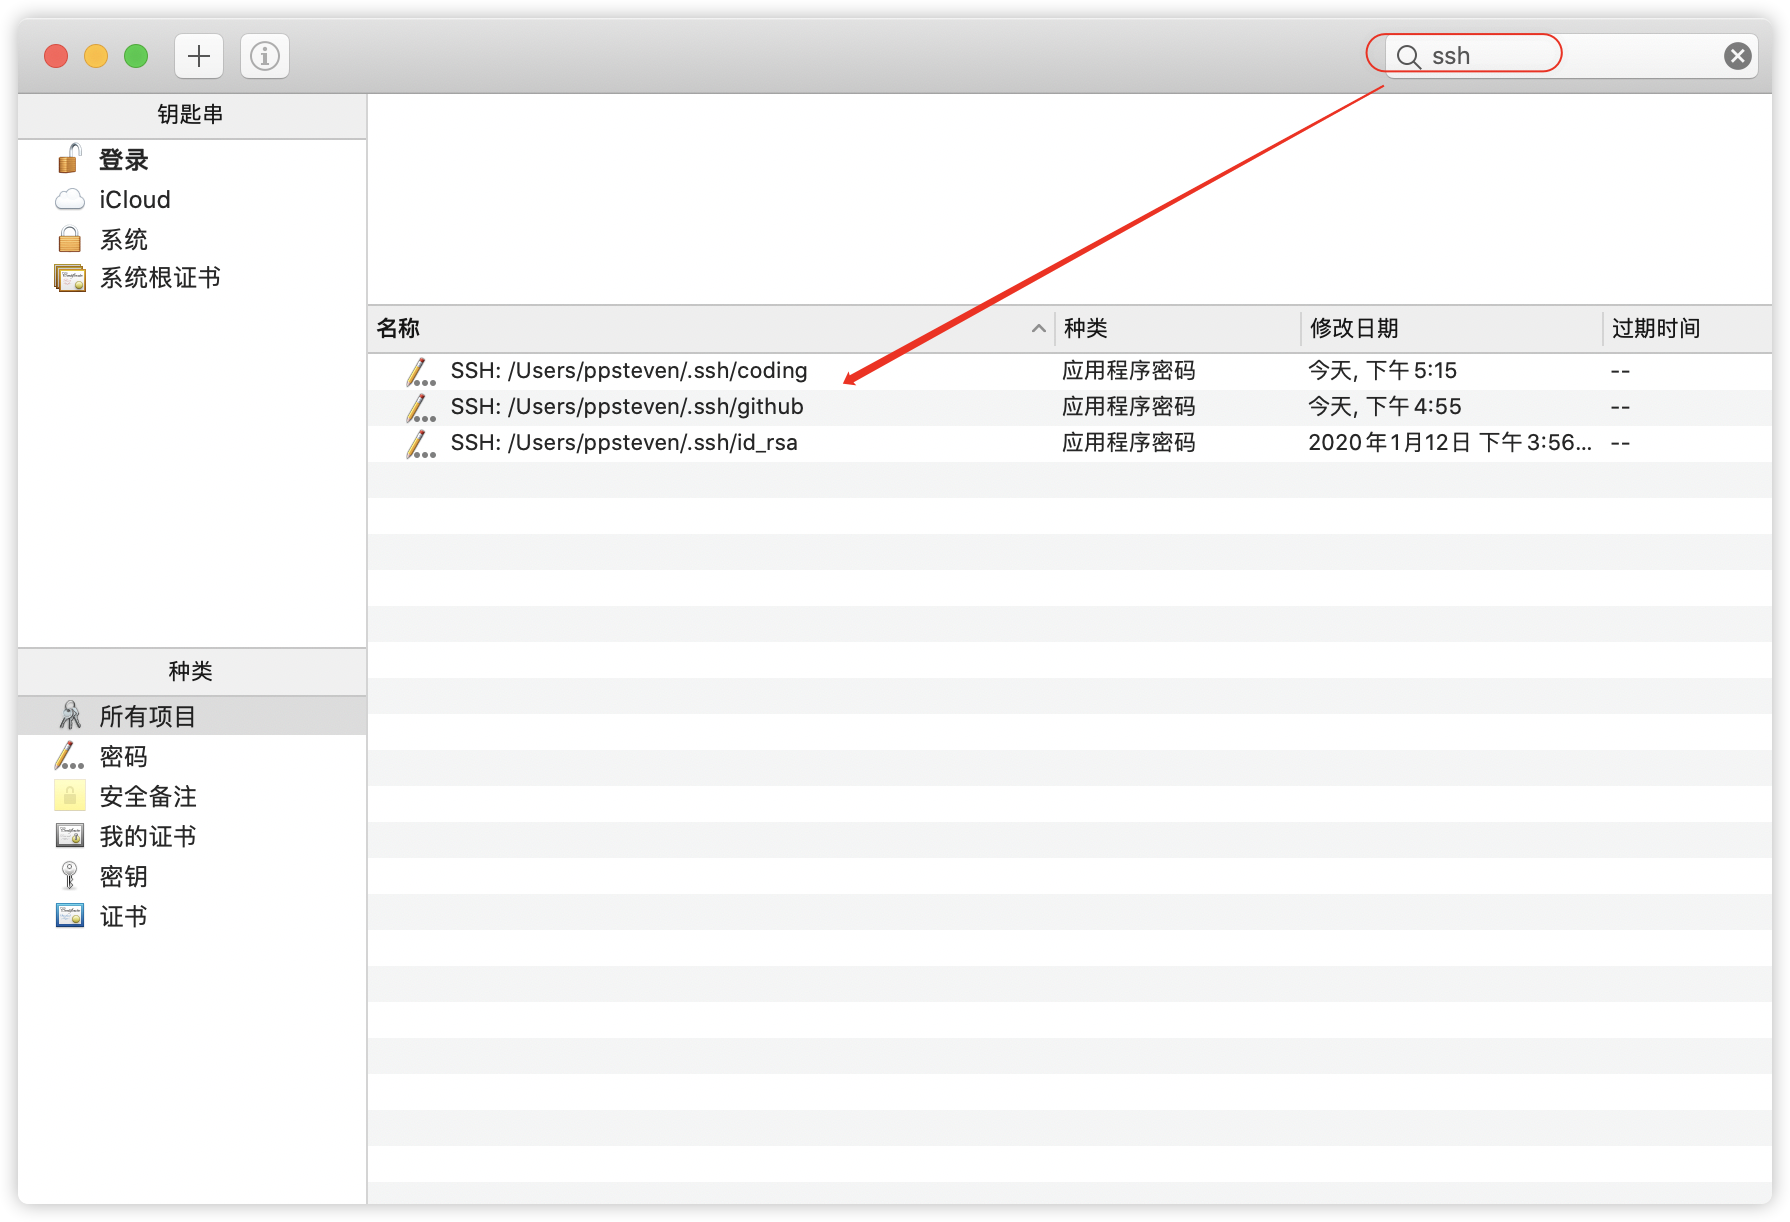 ssh
钥匙串
登录
iCloud
系统
系统根证书
名称 种类 修改日期 过期时间
SSH: /Users/ppsteven/.ssh/coding 应用程序密码 今天, 下午5:15 --
SSH: /Users/ppsteven/.ssh/github 应用程序密码 今天, 下午4:55 --
SSH: /Users/ppsteven/.ssh/id_rsa 应用程序密码 2020年1月12日 下午3:56... --
种类
所有项目
密码
安全备注
我的证书
密钥
证书